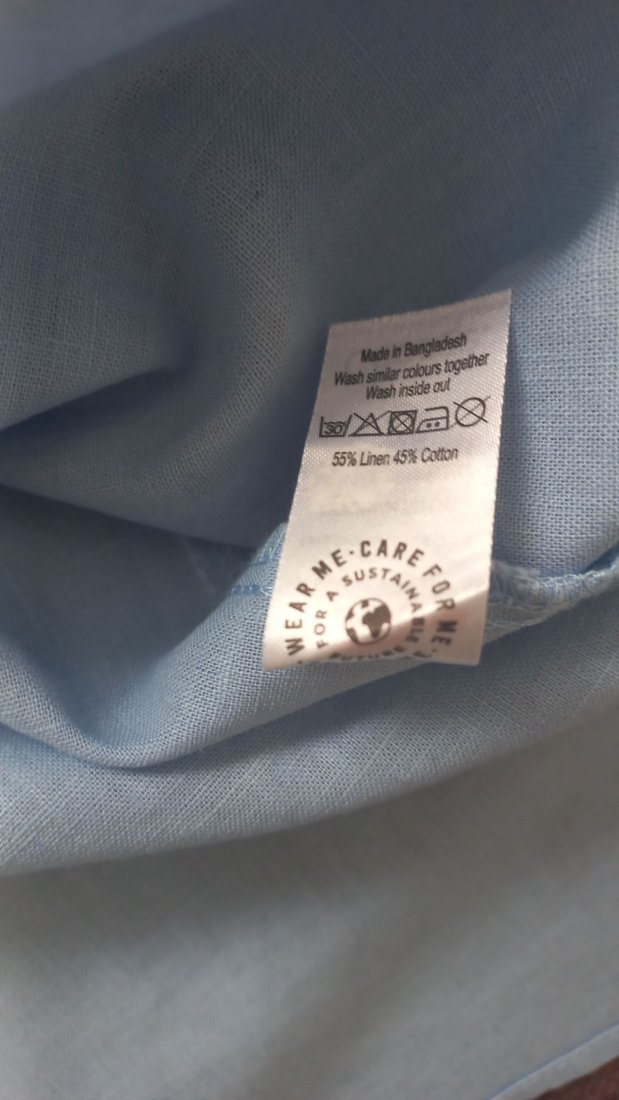 Made in Bangladesh
Wash similar colours together
Wash inside out
30
55% Linen 45% Cotton
WEAR ME • CARE FOR ME •
FOR A SUSTAINABLE
FUTURE